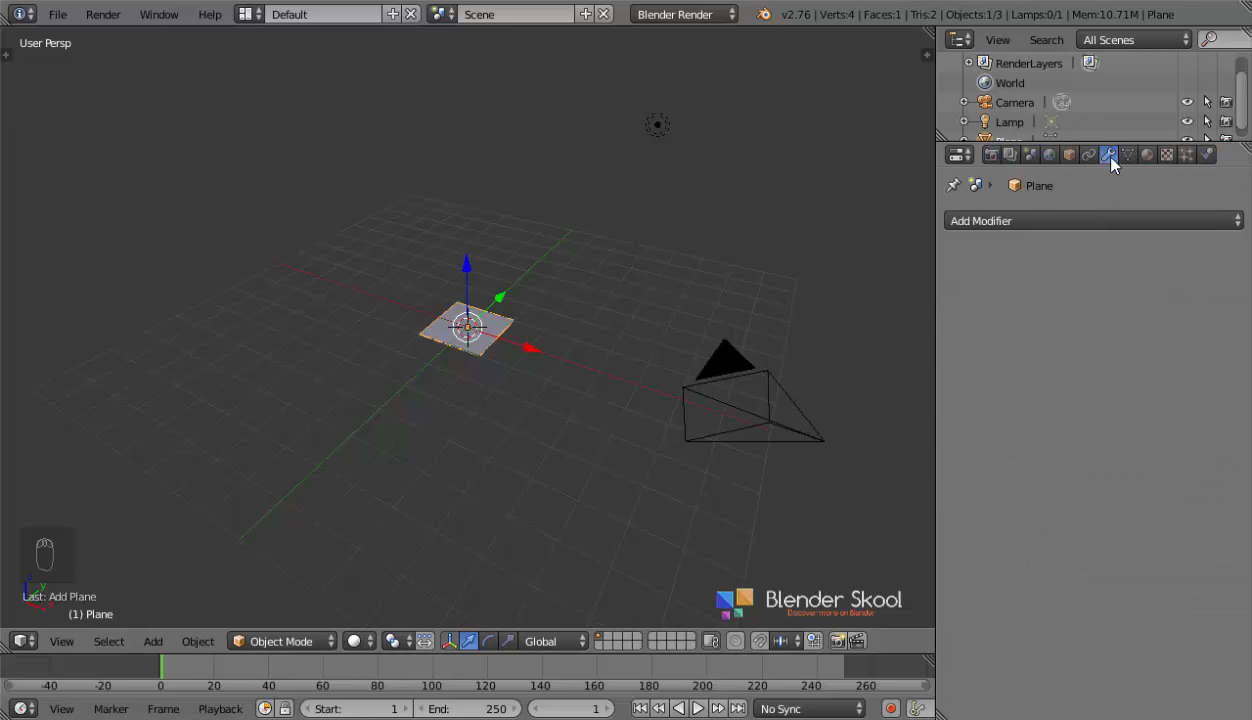 File Render Window Help Default Scene Blender Render v2.76 | Verts:4 | Faces:1 | Tris:2 | Objects:1/3 | Lamps:0/1 | Mem:10.71M | Plane
User Persp
View Search All Scenes
RenderLayers
World
Camera
Lamp
Plane
Add Modifier
Last: Add Plane
(1) Plane
Blender Skool
Discover more on Blender
View Select Add Object Object Mode Global
-40 -20 0 20 40 60 80 100 120 140 160 180 200 220 240 260
View Marker Frame Playback Start: 1 End: 250 1 No Sync